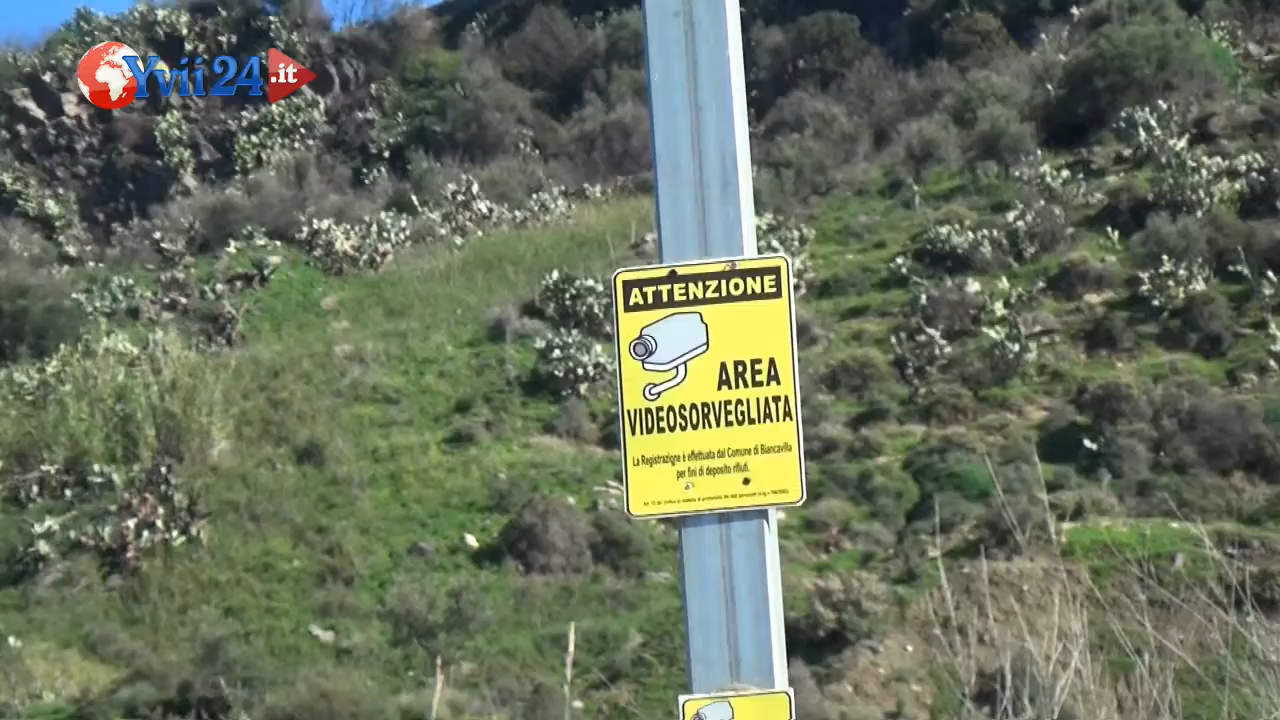 Yvii24.it
ATTENZIONE
AREA
VIDEOSORVEGLIATA
La Registrazione è effettuata dal Comune di Biancavilla
per fini di deposito rifiuti.